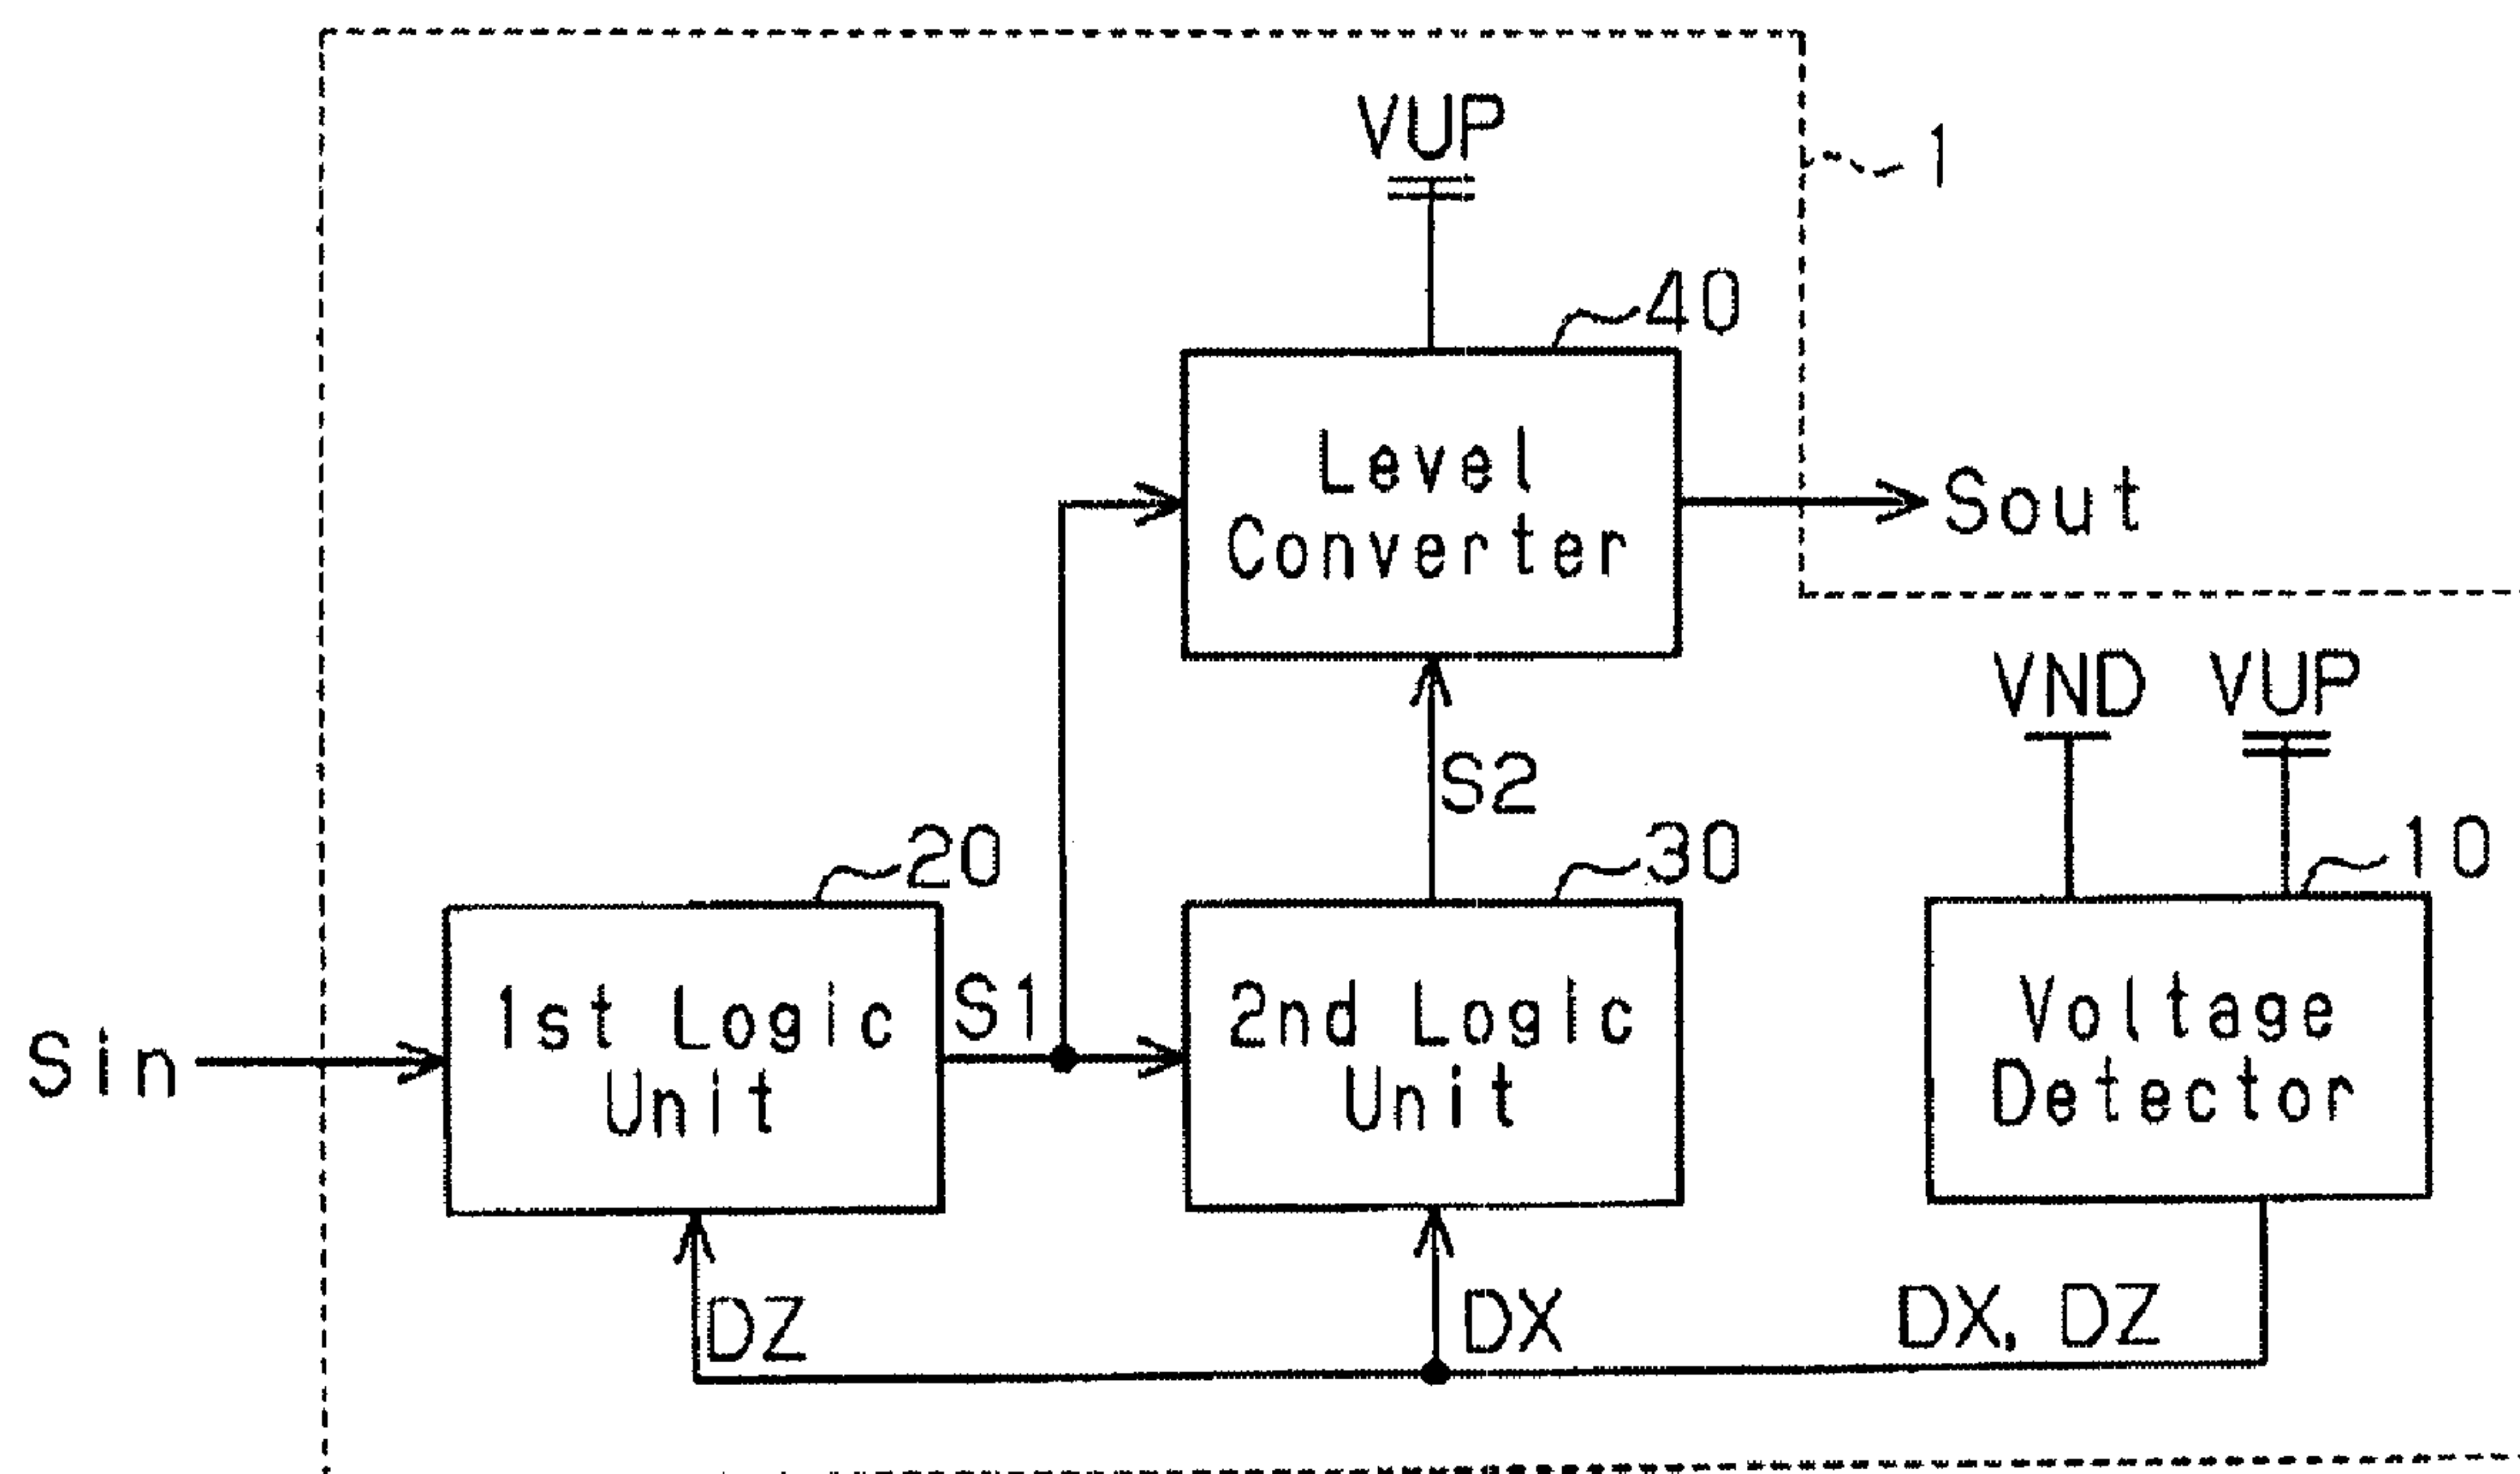 VUP
1
40
Level
Converter
Sout
VND VUP
S2
20
30
10
1st Logic
Unit
S1
2nd Logic
Unit
Voltage
Detector
Sin
DZ
DX
DX, DZ